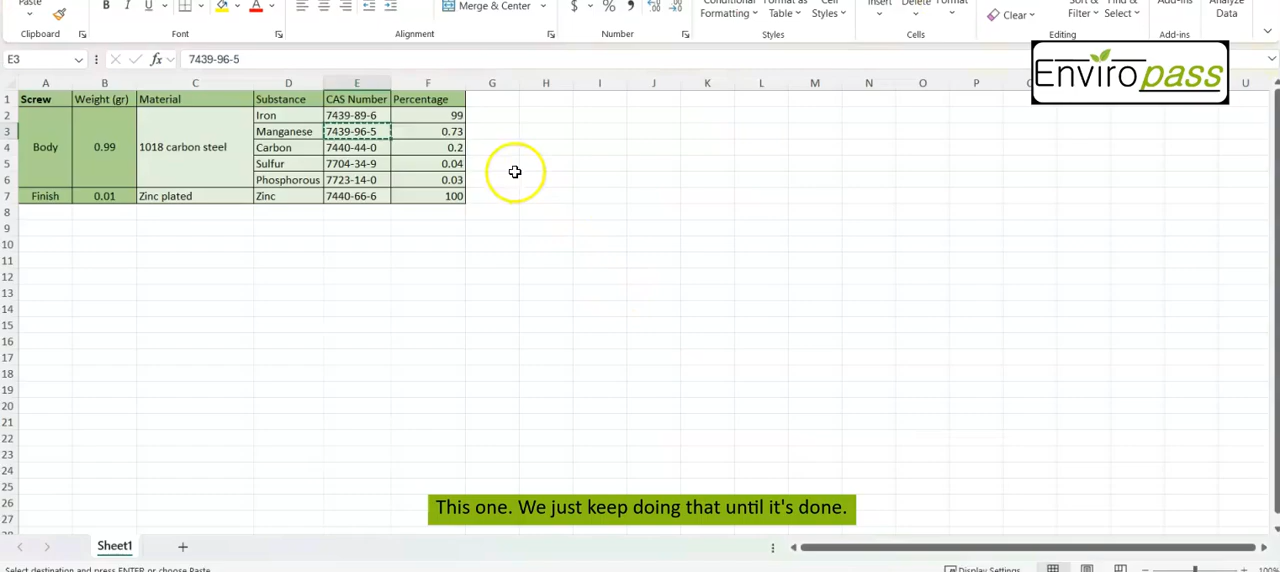 Paste
B I U A
Merge & Center
$ % 9
Conditional Formatting
Format as Table
Cell Styles
Insert Delete Format
Clear
Sort & Filter
Find & Select
Add-ins
Analyze Data
Clipboard Font Alignment Number Styles Cells Editing Add-ins
Enviropass
E3 fx 7439-96-5
A B C D E F G H I J K L M N O P Q R S T U
1 Screw Weight (gr) Material Substance CAS Number Percentage
2 Iron 7439-89-6 99
3 Manganese 7439-96-5 0.73
4 Body 0.99 1018 carbon steel Carbon 7440-44-0 0.2
5 Sulfur 7704-34-9 0.04
6 Phosphorous 7723-14-0 0.03
7 Finish 0.01 Zinc plated Zinc 7440-66-6 100
8
9
10
11
12
13
14
15
16
17
18
19
20
21
22
23
24
25
26
27
28
This one. We just keep doing that until it's done.
Sheet1
Select destination and press ENTER or choose Paste
Display Settings
100%